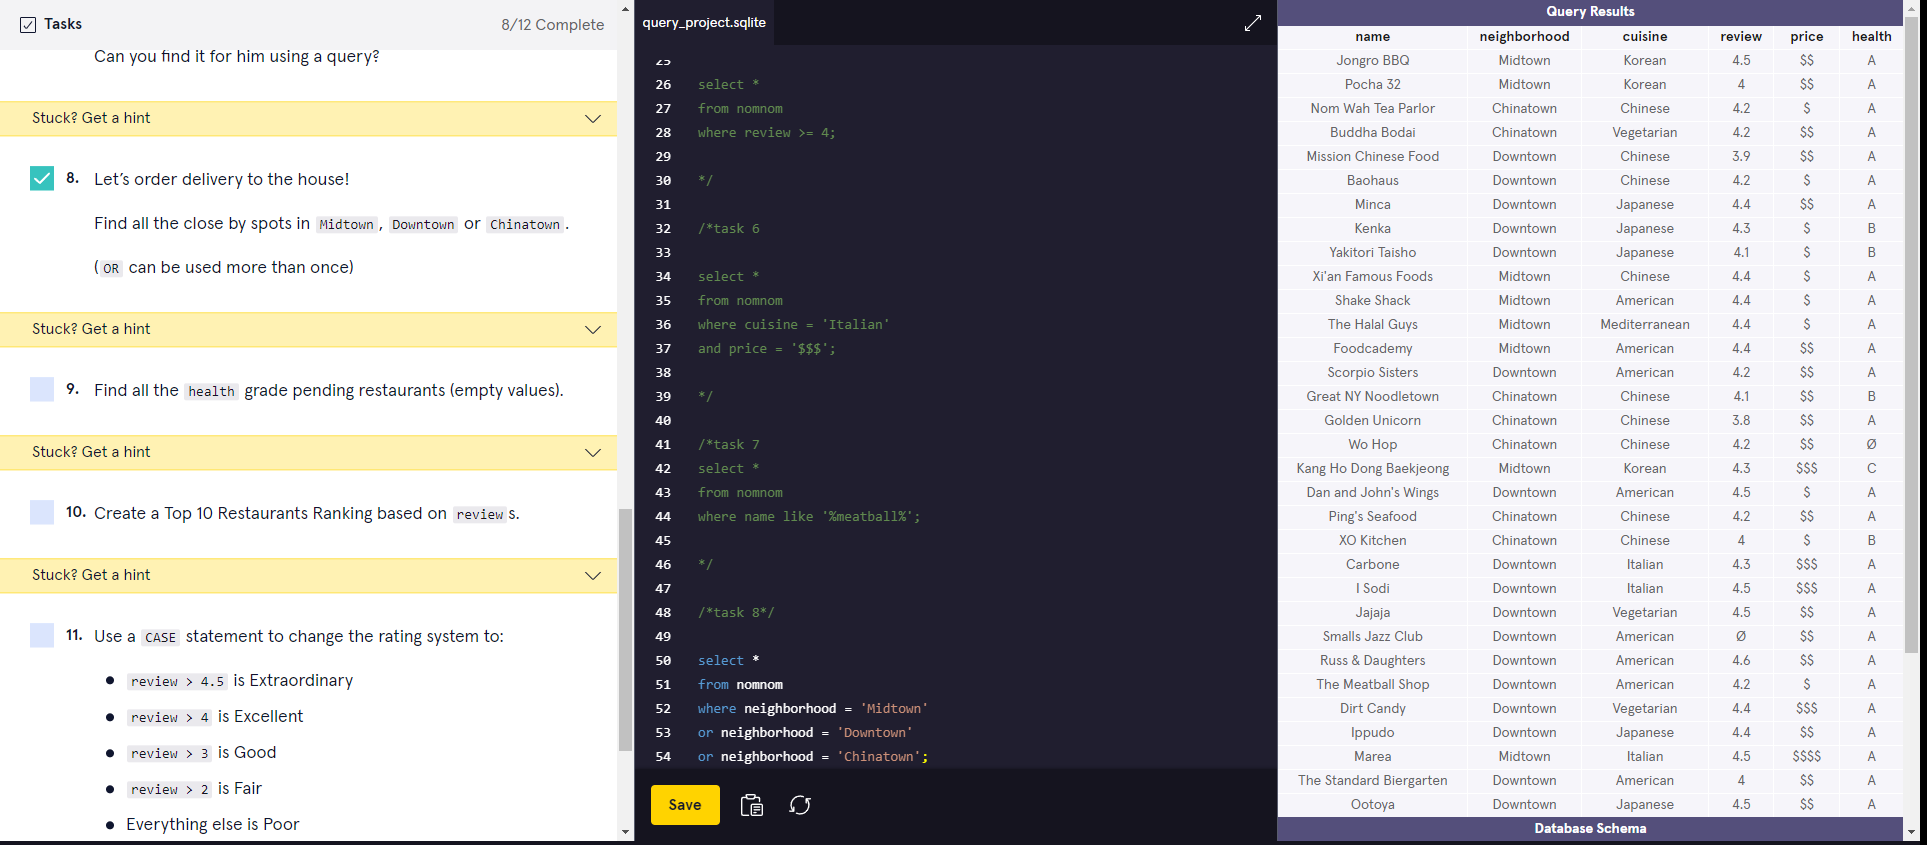 Tasks
8/12 Complete
Can you find it for him using a query?
Stuck? Get a hint
8. Let's order delivery to the house!
Find all the close by spots in Midtown, Downtown or Chinatown.
(OR can be used more than once)
Stuck? Get a hint
9. Find all the health grade pending restaurants (empty values).
Stuck? Get a hint
10. Create a Top 10 Restaurants Ranking based on reviews.
Stuck? Get a hint
11. Use a CASE statement to change the rating system to:
● review > 4.5 is Extraordinary
● review > 4 is Excellent
● review > 3 is Good
● review > 2 is Fair
● Everything else is Poor
query_project.sqlite
25
26 select *
27 from nomnom
28 where review >= 4;
29
30 */
31
32 /*task 6
33
34 select *
35 from nomnom
36 where cuisine = 'Italian'
37 and price = '$$$';
38
39 */
40
41 /*task 7
42 select *
43 from nomnom
44 where name like '%meatball%';
45
46 */
47
48 /*task 8*/
49
50 select *
51 from nomnom
52 where neighborhood = 'Midtown'
53 or neighborhood = 'Downtown'
54 or neighborhood = 'Chinatown';
Save
Query Results
name neighborhood cuisine review price health
Jongro BBQ Midtown Korean 4.5 $$ A
Pocha 32 Midtown Korean 4 $$ A
Nom Wah Tea Parlor Chinatown Chinese 4.2 $ A
Buddha Bodai Chinatown Vegetarian 4.2 $$ A
Mission Chinese Food Downtown Chinese 3.9 $$ A
Baohaus Downtown Chinese 4.2 $ A
Minca Downtown Japanese 4.4 $$ A
Kenka Downtown Japanese 4.3 $ B
Yakitori Taisho Downtown Japanese 4.1 $ B
Xi'an Famous Foods Midtown Chinese 4.4 $ A
Shake Shack Midtown American 4.4 $ A
The Halal Guys Midtown Mediterranean 4.4 $ A
Foodcademy Midtown American 4.4 $$ A
Scorpio Sisters Downtown American 4.2 $$ A
Great NY Noodletown Chinatown Chinese 4.1 $$ B
Golden Unicorn Chinatown Chinese 3.8 $$ A
Wo Hop Chinatown Chinese 4.2 $$ Ø
Kang Ho Dong Baekjeong Midtown Korean 4.3 $$$ C
Dan and John's Wings Downtown American 4.5 $ A
Ping's Seafood Chinatown Chinese 4.2 $$ A
XO Kitchen Chinatown Chinese 4 $ B
Carbone Downtown Italian 4.3 $$$ A
I Sodi Downtown Italian 4.5 $$$ A
Jajaja Downtown Vegetarian 4.5 $$ A
Smalls Jazz Club Downtown American Ø $$ A
Russ & Daughters Downtown American 4.6 $$ A
The Meatball Shop Downtown American 4.2 $ A
Dirt Candy Downtown Vegetarian 4.4 $$$ A
Ippudo Downtown Japanese 4.4 $$ A
Marea Midtown Italian 4.5 $$$$ A
The Standard Biergarten Downtown American 4 $$ A
Ootoya Downtown Japanese 4.5 $$ A
Database Schema